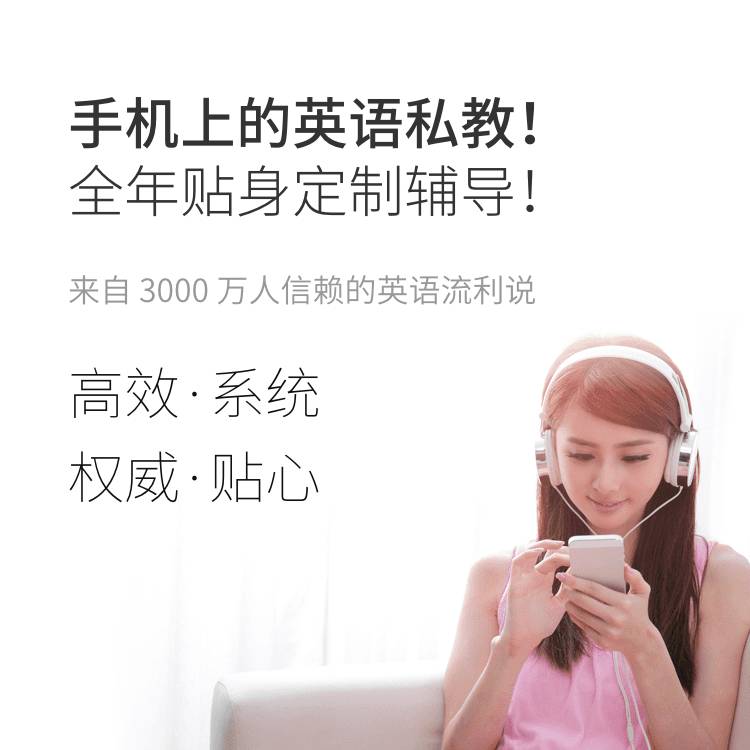 手机上的英语私教！
全年贴身定制辅导！
来自 3000 万人信赖的英语流利说
高效·系统
权威·贴心